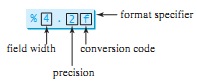 % 4 . 2 f format specifier
field width conversion code
precision